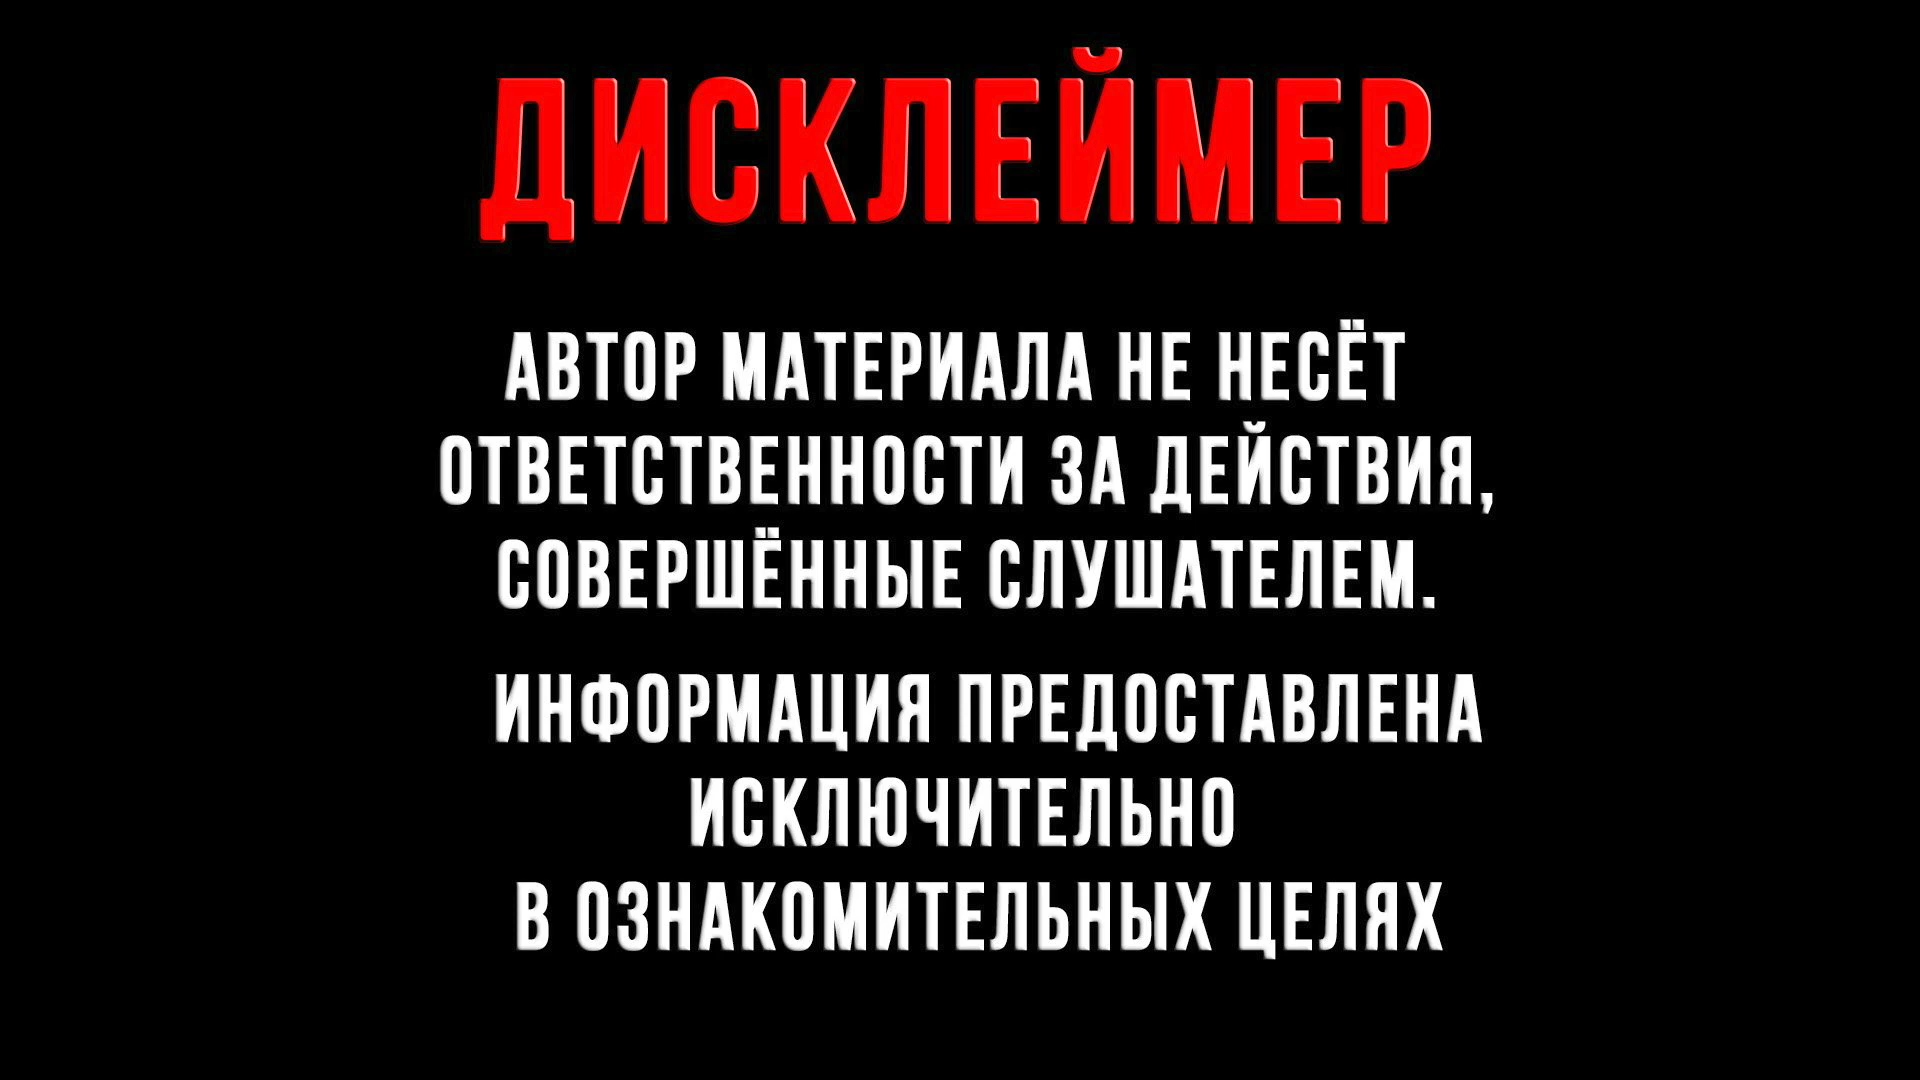 ДИСКЛЕЙМЕР
АВТОР МАТЕРИАЛА НЕ НЕСЁТ
ОТВЕТСТВЕННОСТИ ЗА ДЕЙСТВИЯ,
СОВЕРШЁННЫЕ СЛУШАТЕЛЕМ.
ИНФОРМАЦИЯ ПРЕДОСТАВЛЕНА
ИСКЛЮЧИТЕЛЬНО
В ОЗНАКОМИТЕЛЬНЫХ ЦЕЛЯХ